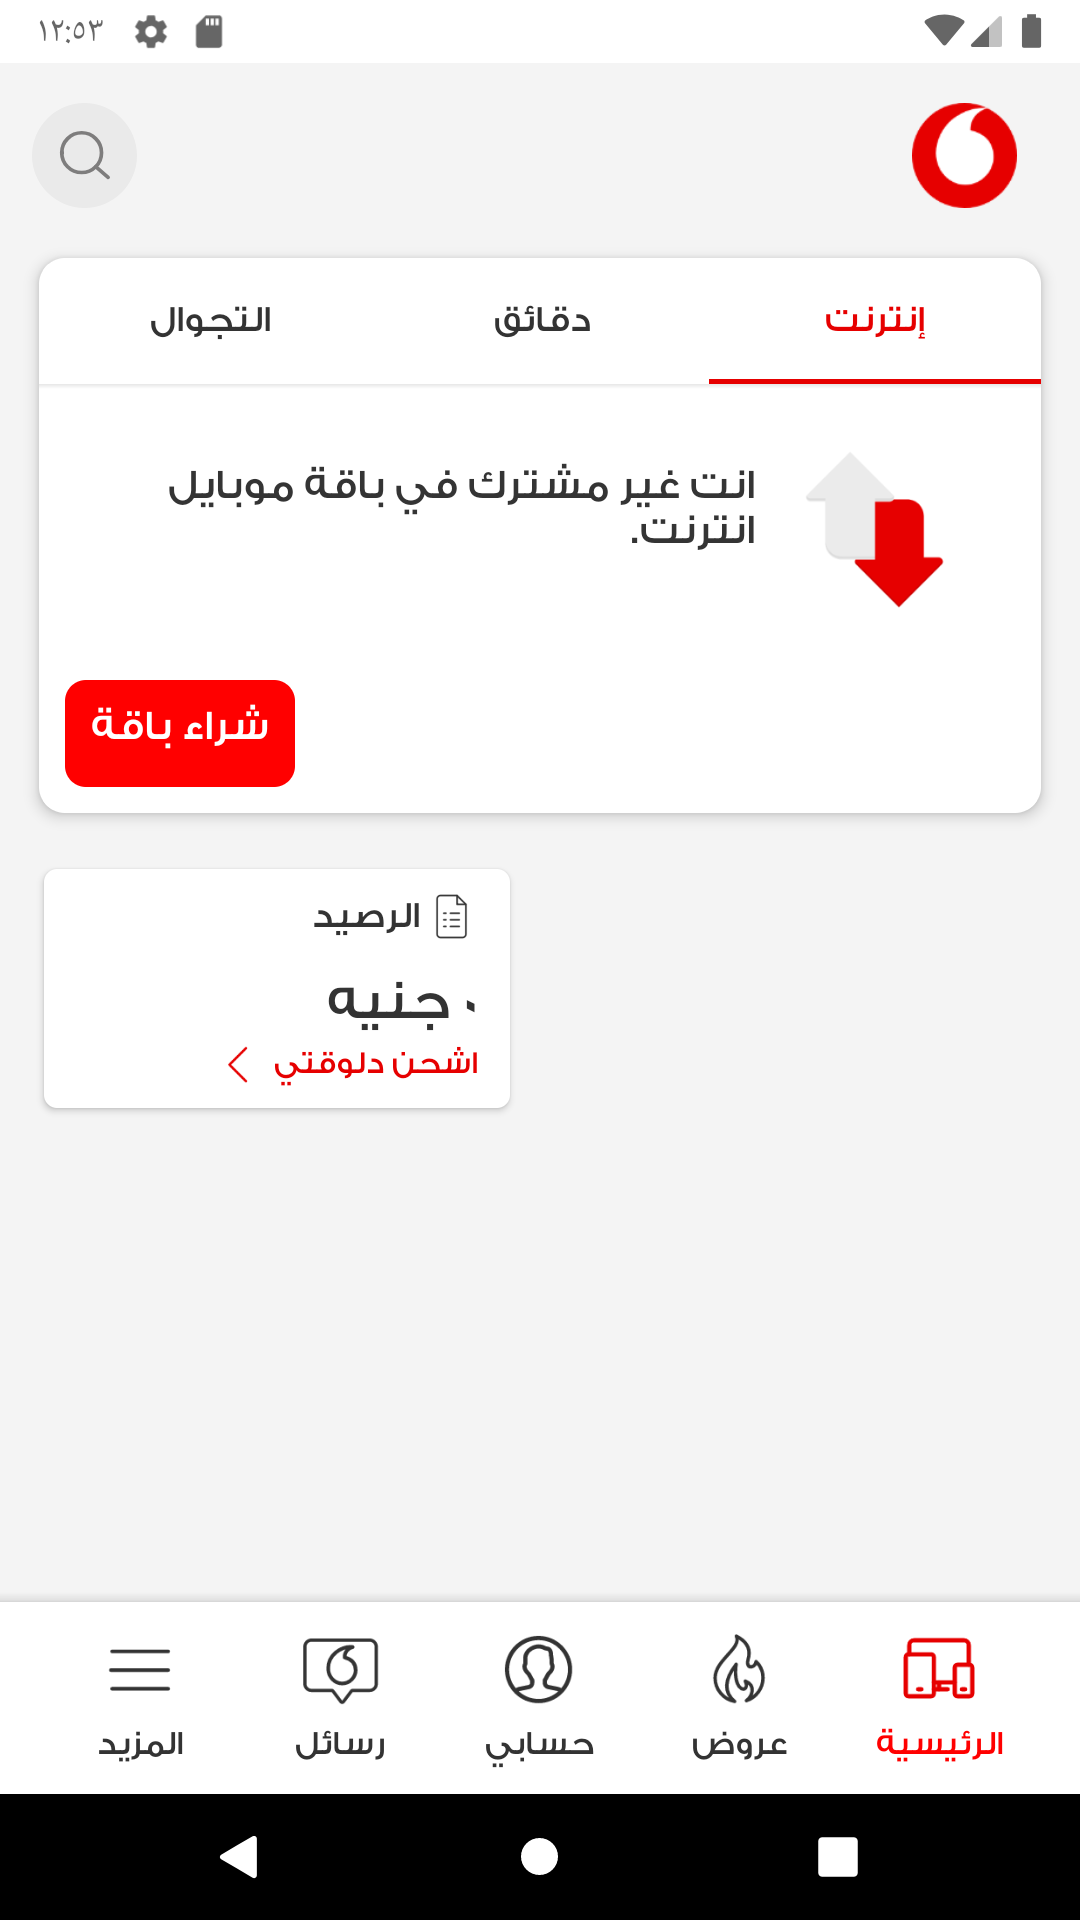 ١٢:٥٣
إنترنت
دقائق
التجوال
انت غير مشترك في باقة موبايل
انترنت.
شراء باقة
الرصيد
٠ جنيه
اشحن دلوقتي
الرئيسية
عروض
حسابي
رسائل
المزيد